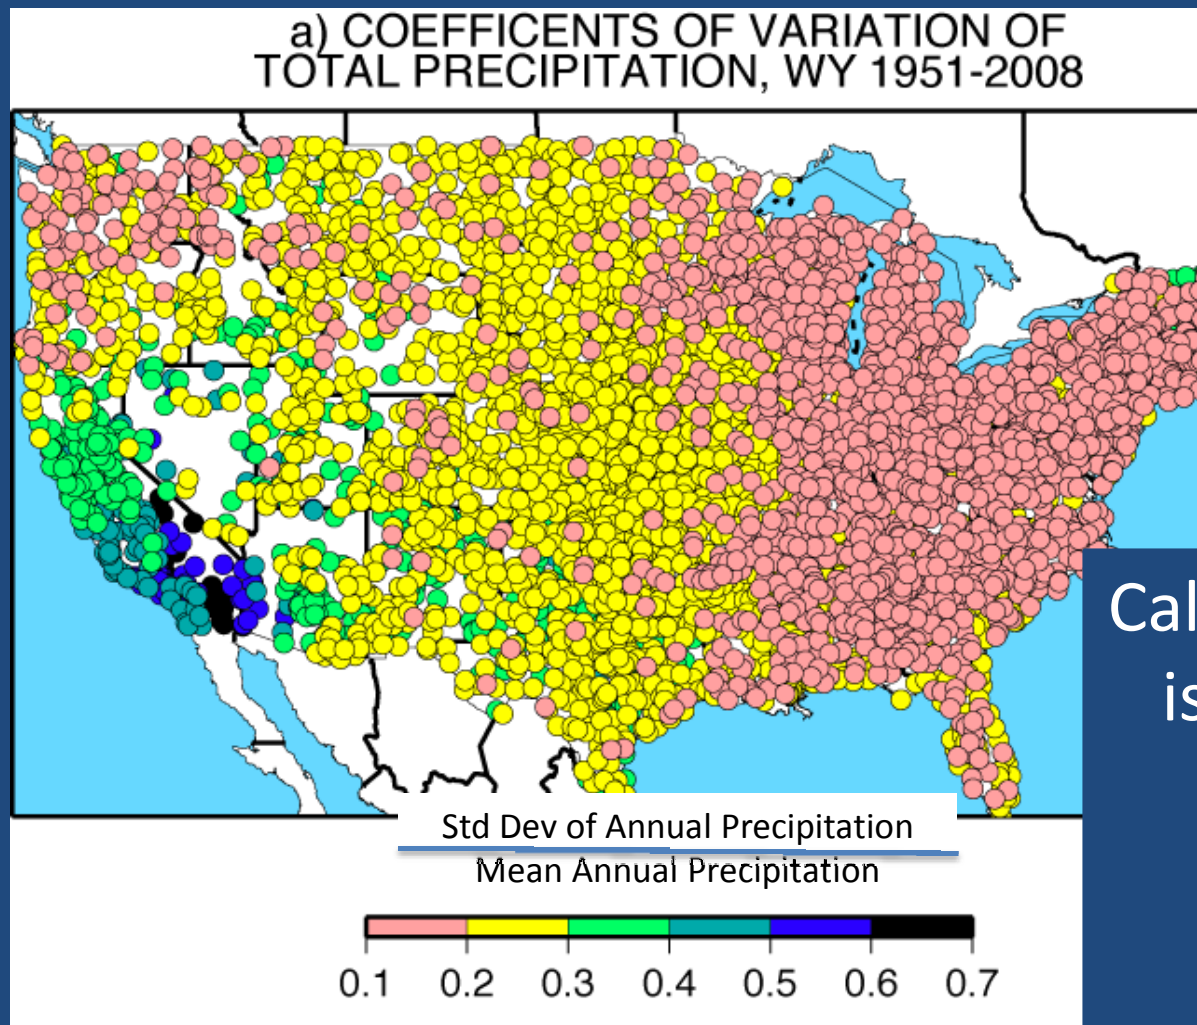 a) COEFFICENTS OF VARIATION OF
TOTAL PRECIPITATION, WY 1951-2008
Cal
is
Std Dev of Annual Precipitation
Mean Annual Precipitation
0.1 0.2 0.3 0.4 0.5 0.6 0.7